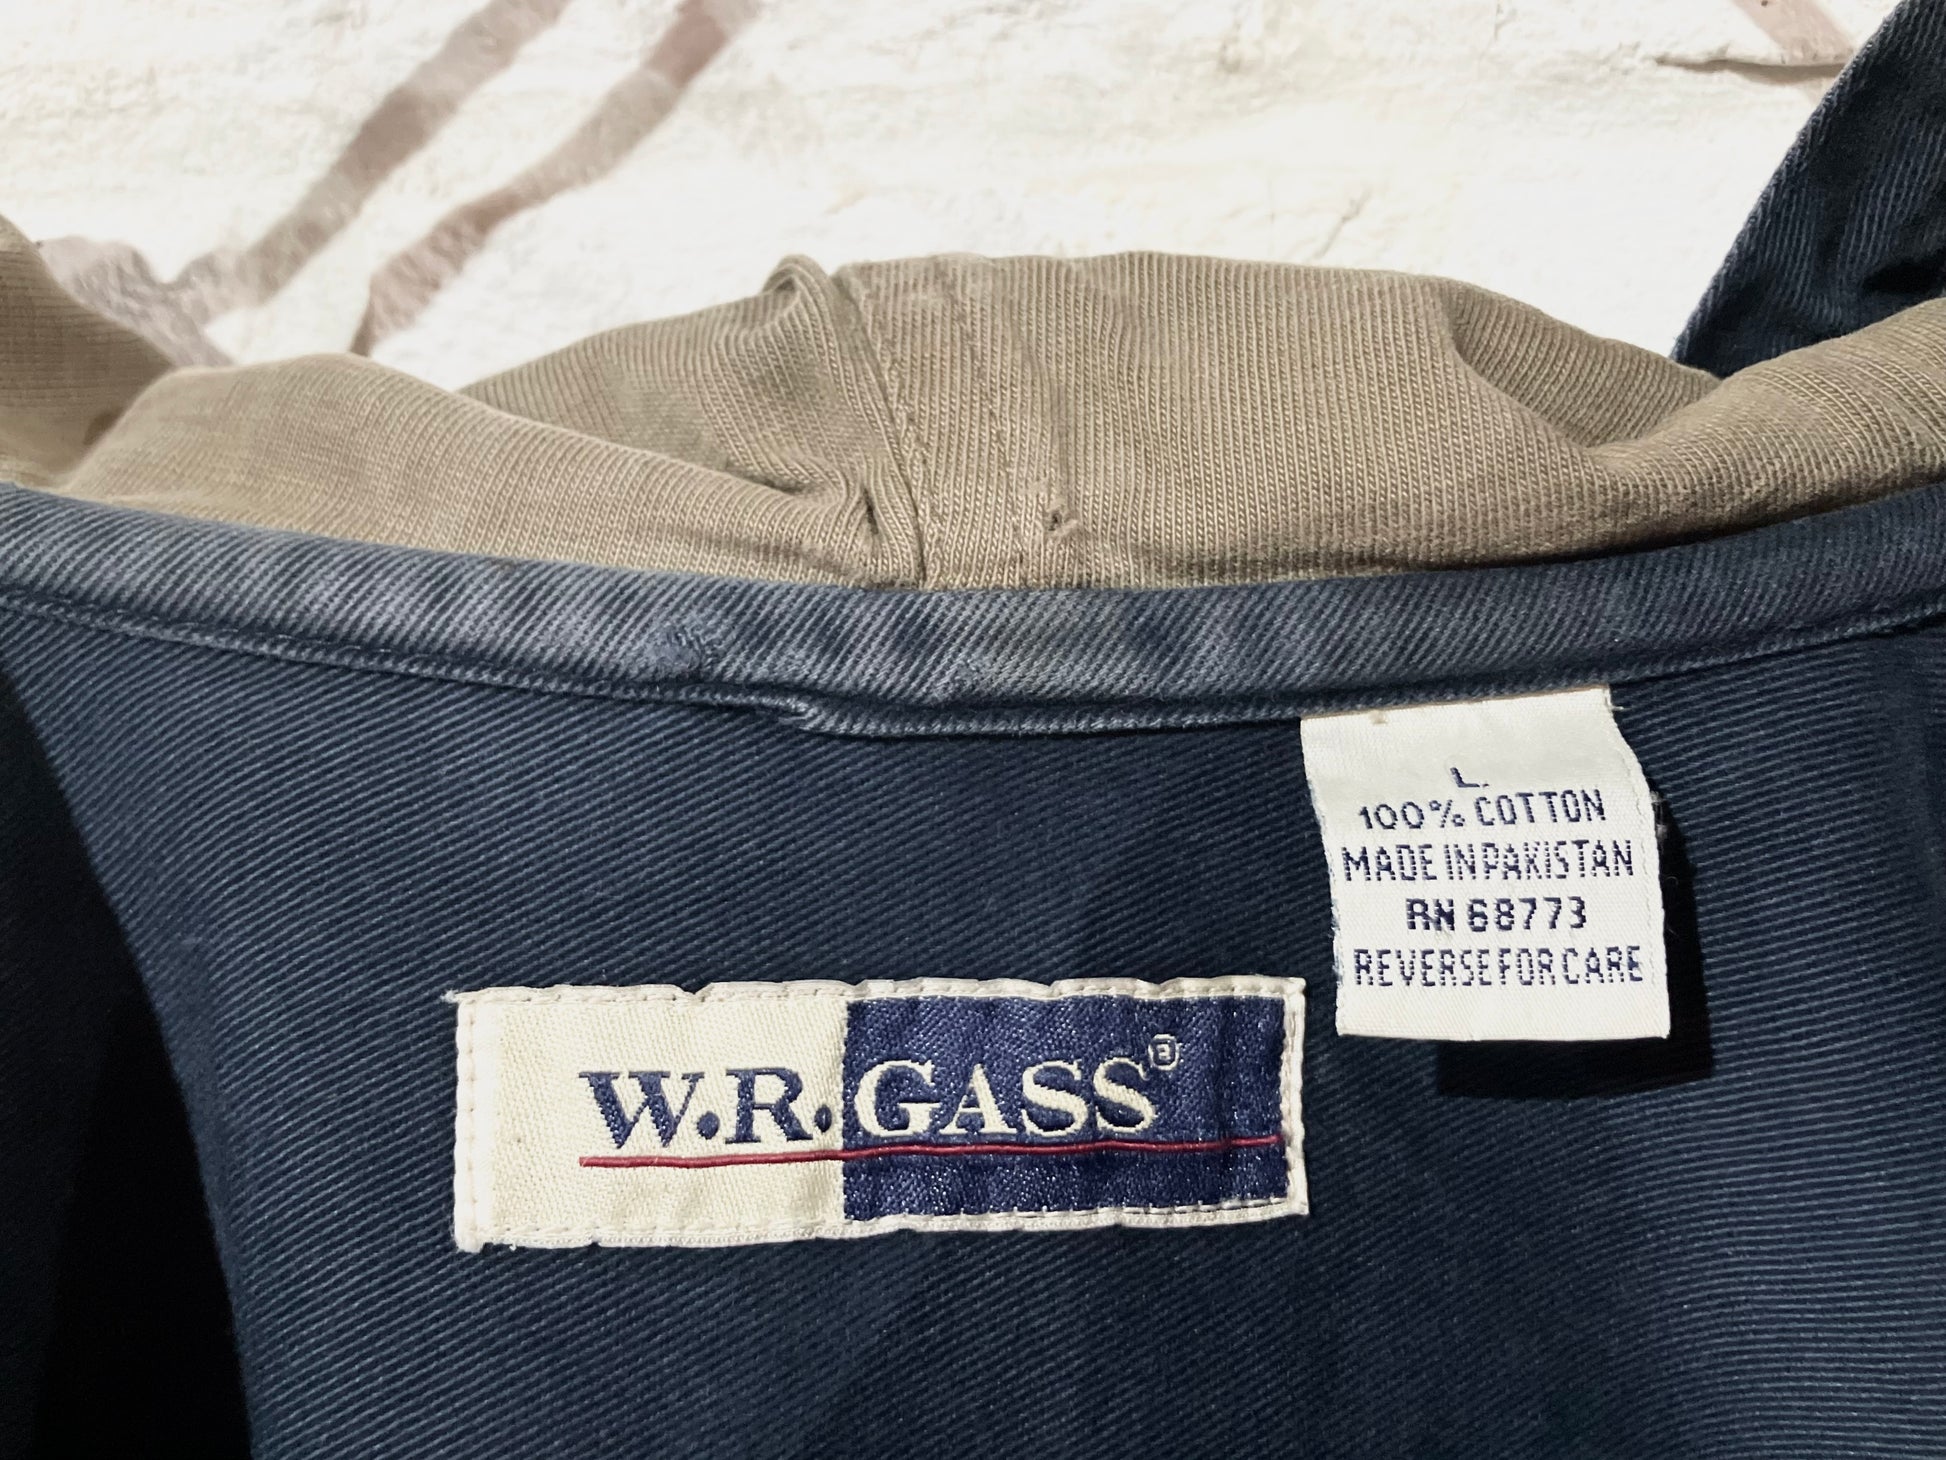 L.
100% COTTON
MADE IN PAKISTAN
RN 68773
REVERSE FOR CARE
W.R.GASS®